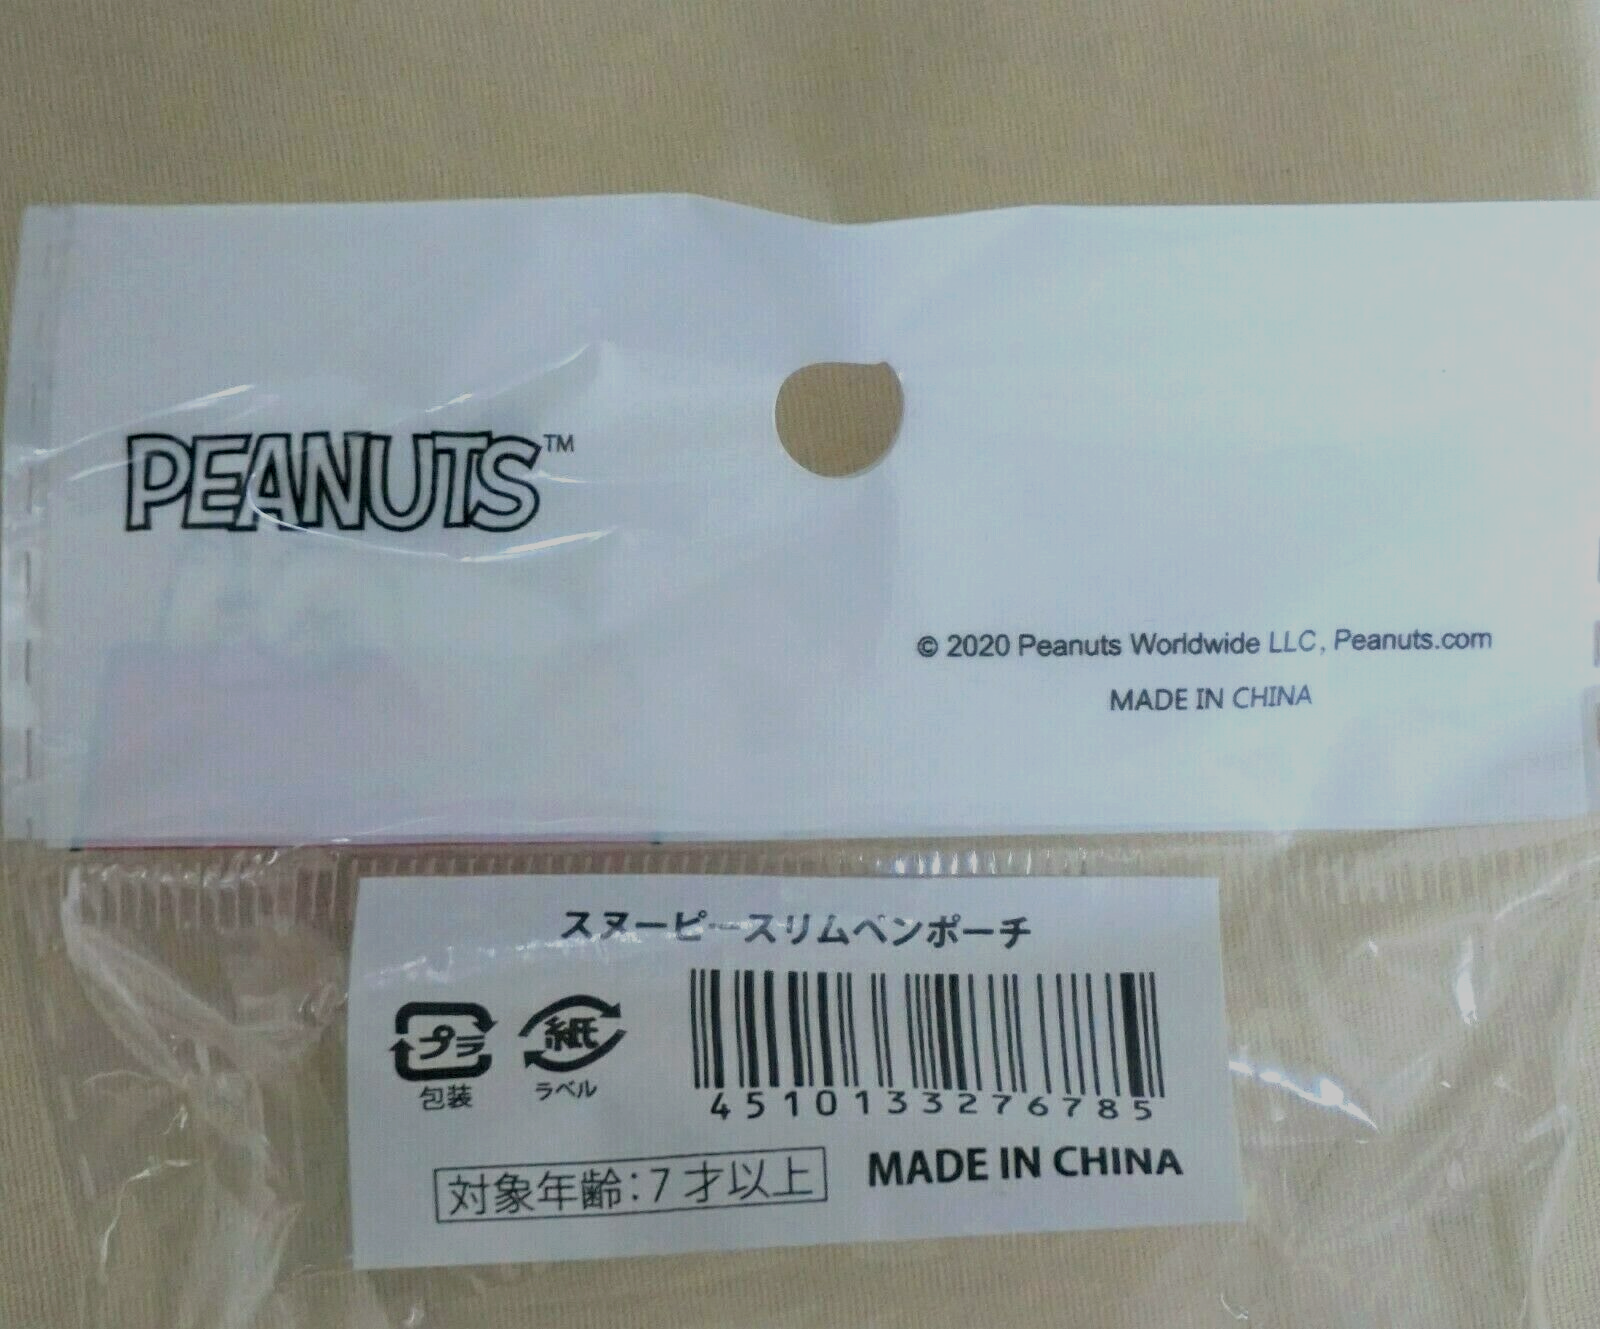 PEANUTS™
© 2020 Peanuts Worldwide LLC, Peanuts.com
MADE IN CHINA
スヌーピースリムペンポーチ
プラ
包装
紙
ラベル
4510133276785
対象年齢:7才以上
MADE IN CHINA